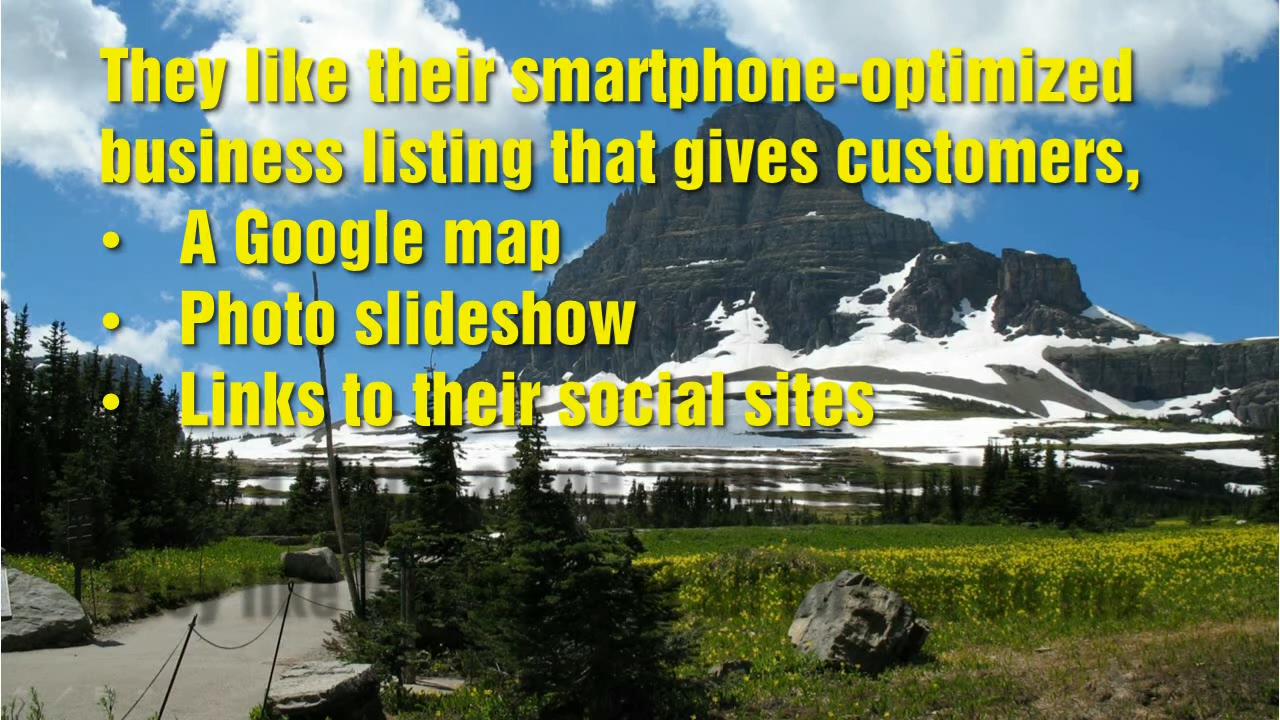 They like their smartphone-optimized
business listing that gives customers,
• A Google map
• Photo slideshow
• Links to their social sites